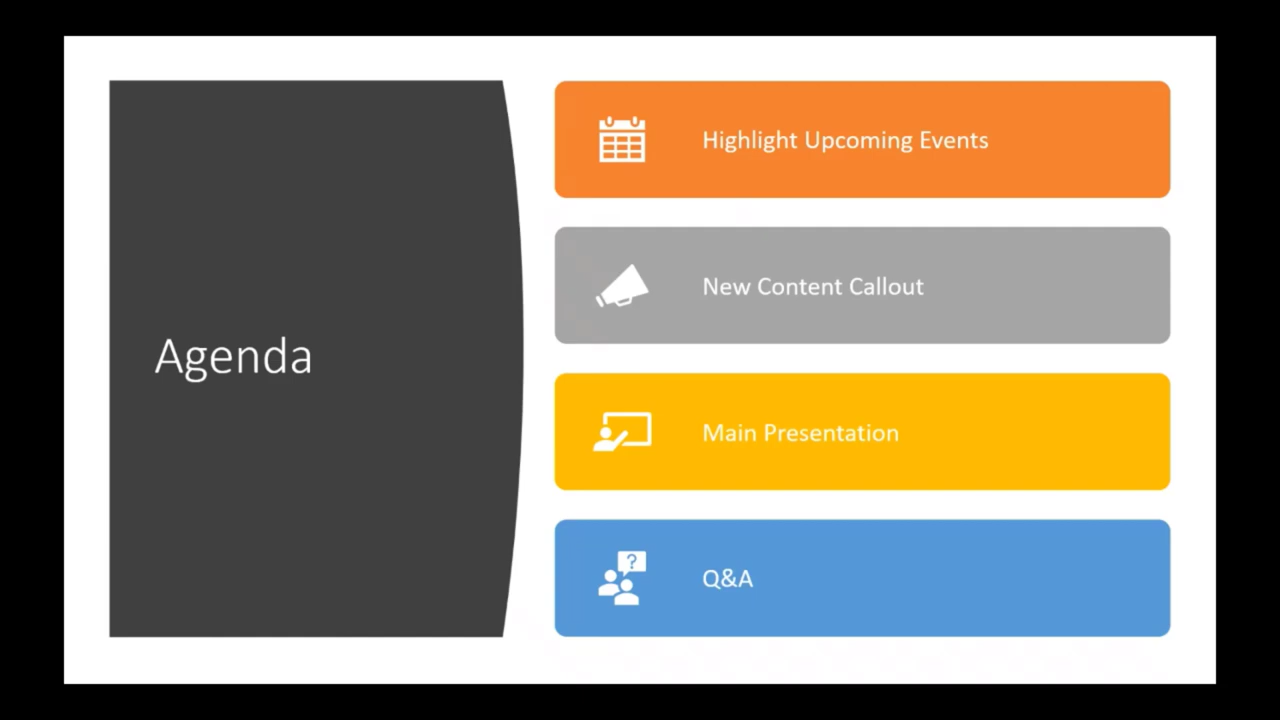 Agenda
Highlight Upcoming Events
New Content Callout
Main Presentation
?
Q&A